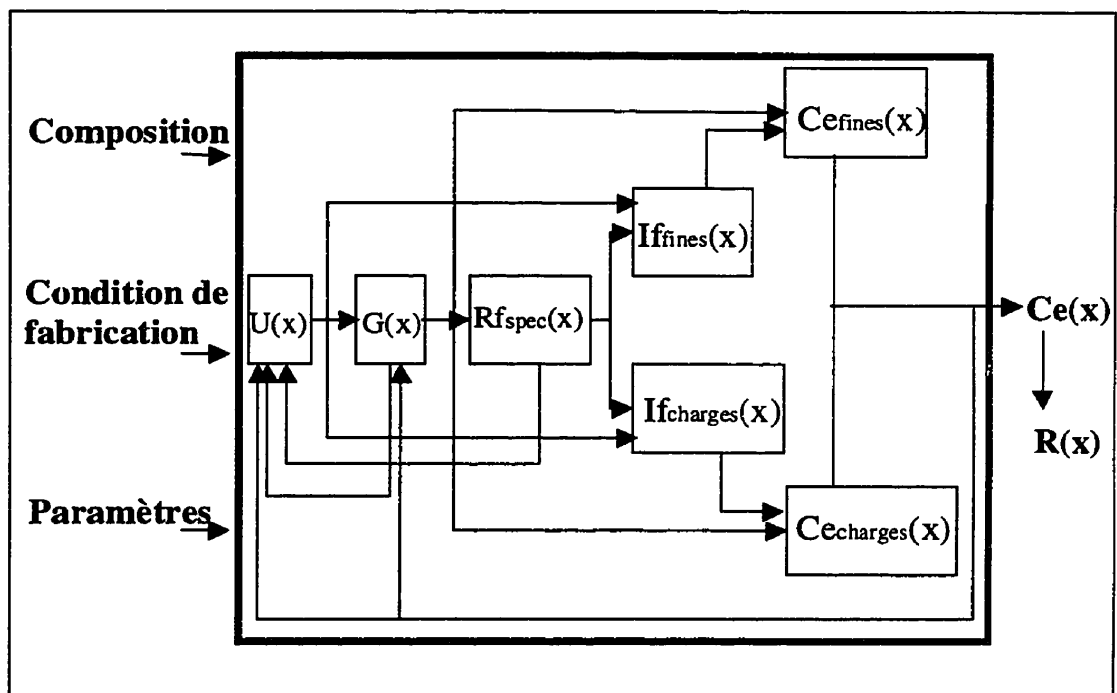 Composition
Condition de
fabrication
Paramètres
U(x)
G(x)
Rfspec(x)
Iffines(x)
Ifcharges(x)
Cefines(x)
Cecharges(x)
Ce(x)
R(x)